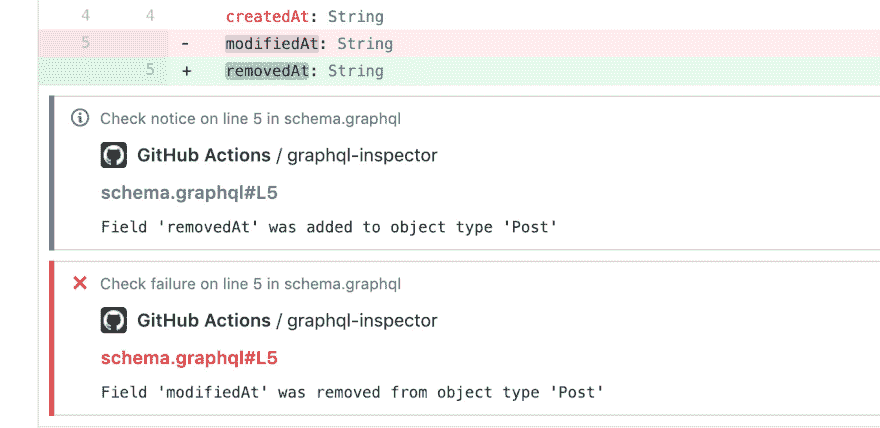 4 4 createdAt: String
5 - modifiedAt: String
5 + removedAt: String
Check notice on line 5 in schema.graphql
GitHub Actions / graphql-inspector
schema.graphql#L5
Field 'removedAt' was added to object type 'Post'
Check failure on line 5 in schema.graphql
GitHub Actions / graphql-inspector
schema.graphql#L5
Field 'modifiedAt' was removed from object type 'Post'